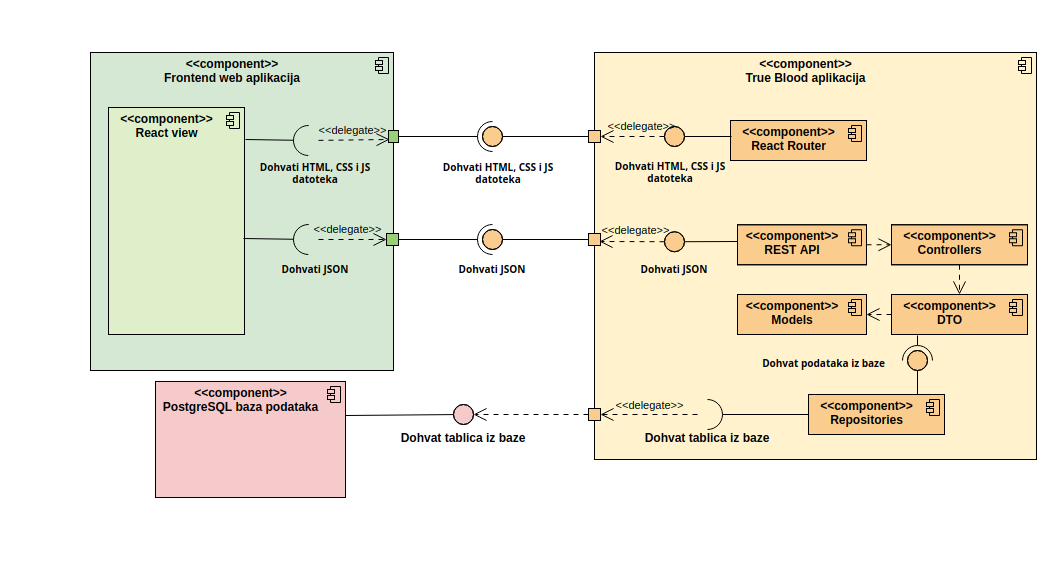 <<component>>
Frontend web aplikacija
<<component>>
React view
<<delegate>>
Dohvati HTML, CSS i JS
datoteka
<<delegate>>
Dohvati JSON
Dohvati HTML, CSS i JS
datoteka
Dohvati JSON
<<component>>
True Blood aplikacija
<<delegate>>
Dohvati HTML, CSS i JS
datoteka
<<component>>
React Router
<<delegate>>
Dohvati JSON
<<component>>
REST API
<<component>>
Controllers
<<component>>
Models
<<component>>
DTO
Dohvat podataka iz baze
<<component>>
Repositories
<<delegate>>
Dohvat tablica iz baze
<<component>>
PostgreSQL baza podataka
Dohvat tablica iz baze